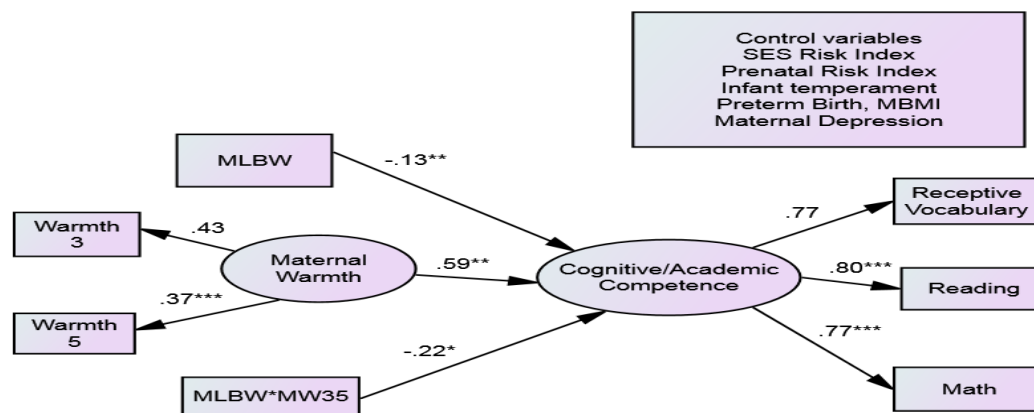 Control variables
SES Risk Index
Prenatal Risk Index
Infant temperament
Preterm Birth, MBMI
Maternal Depression
MLBW
-.13**
Receptive
Vocabulary
.77
Warmth
3
.43
Maternal
Warmth
.59**
Cognitive/Academic
Competence
.80***
Reading
Warmth
5
.37***
.77***
-.22*
MLBW*MW35
Math